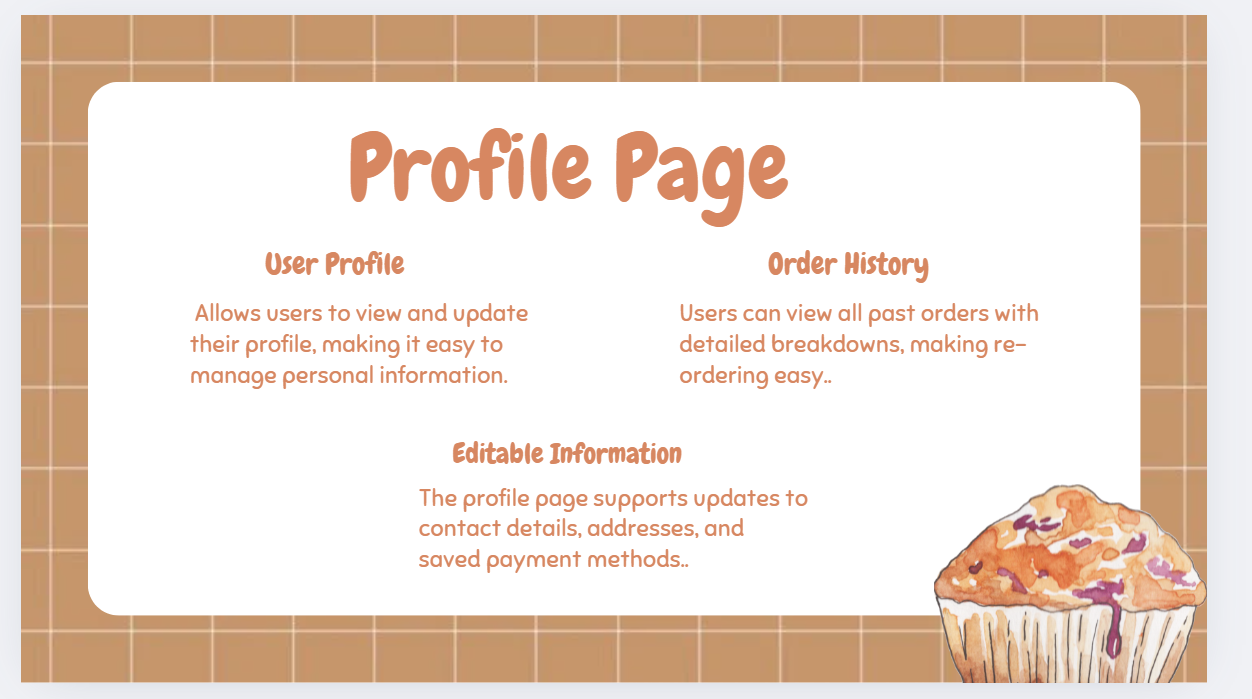 Profile Page
User Profile
Allows users to view and update
their profile, making it easy to
manage personal information.
Order History
Users can view all past orders with
detailed breakdowns, making re-
ordering easy..
Editable Information
The profile page supports updates to
contact details, addresses, and
saved payment methods..